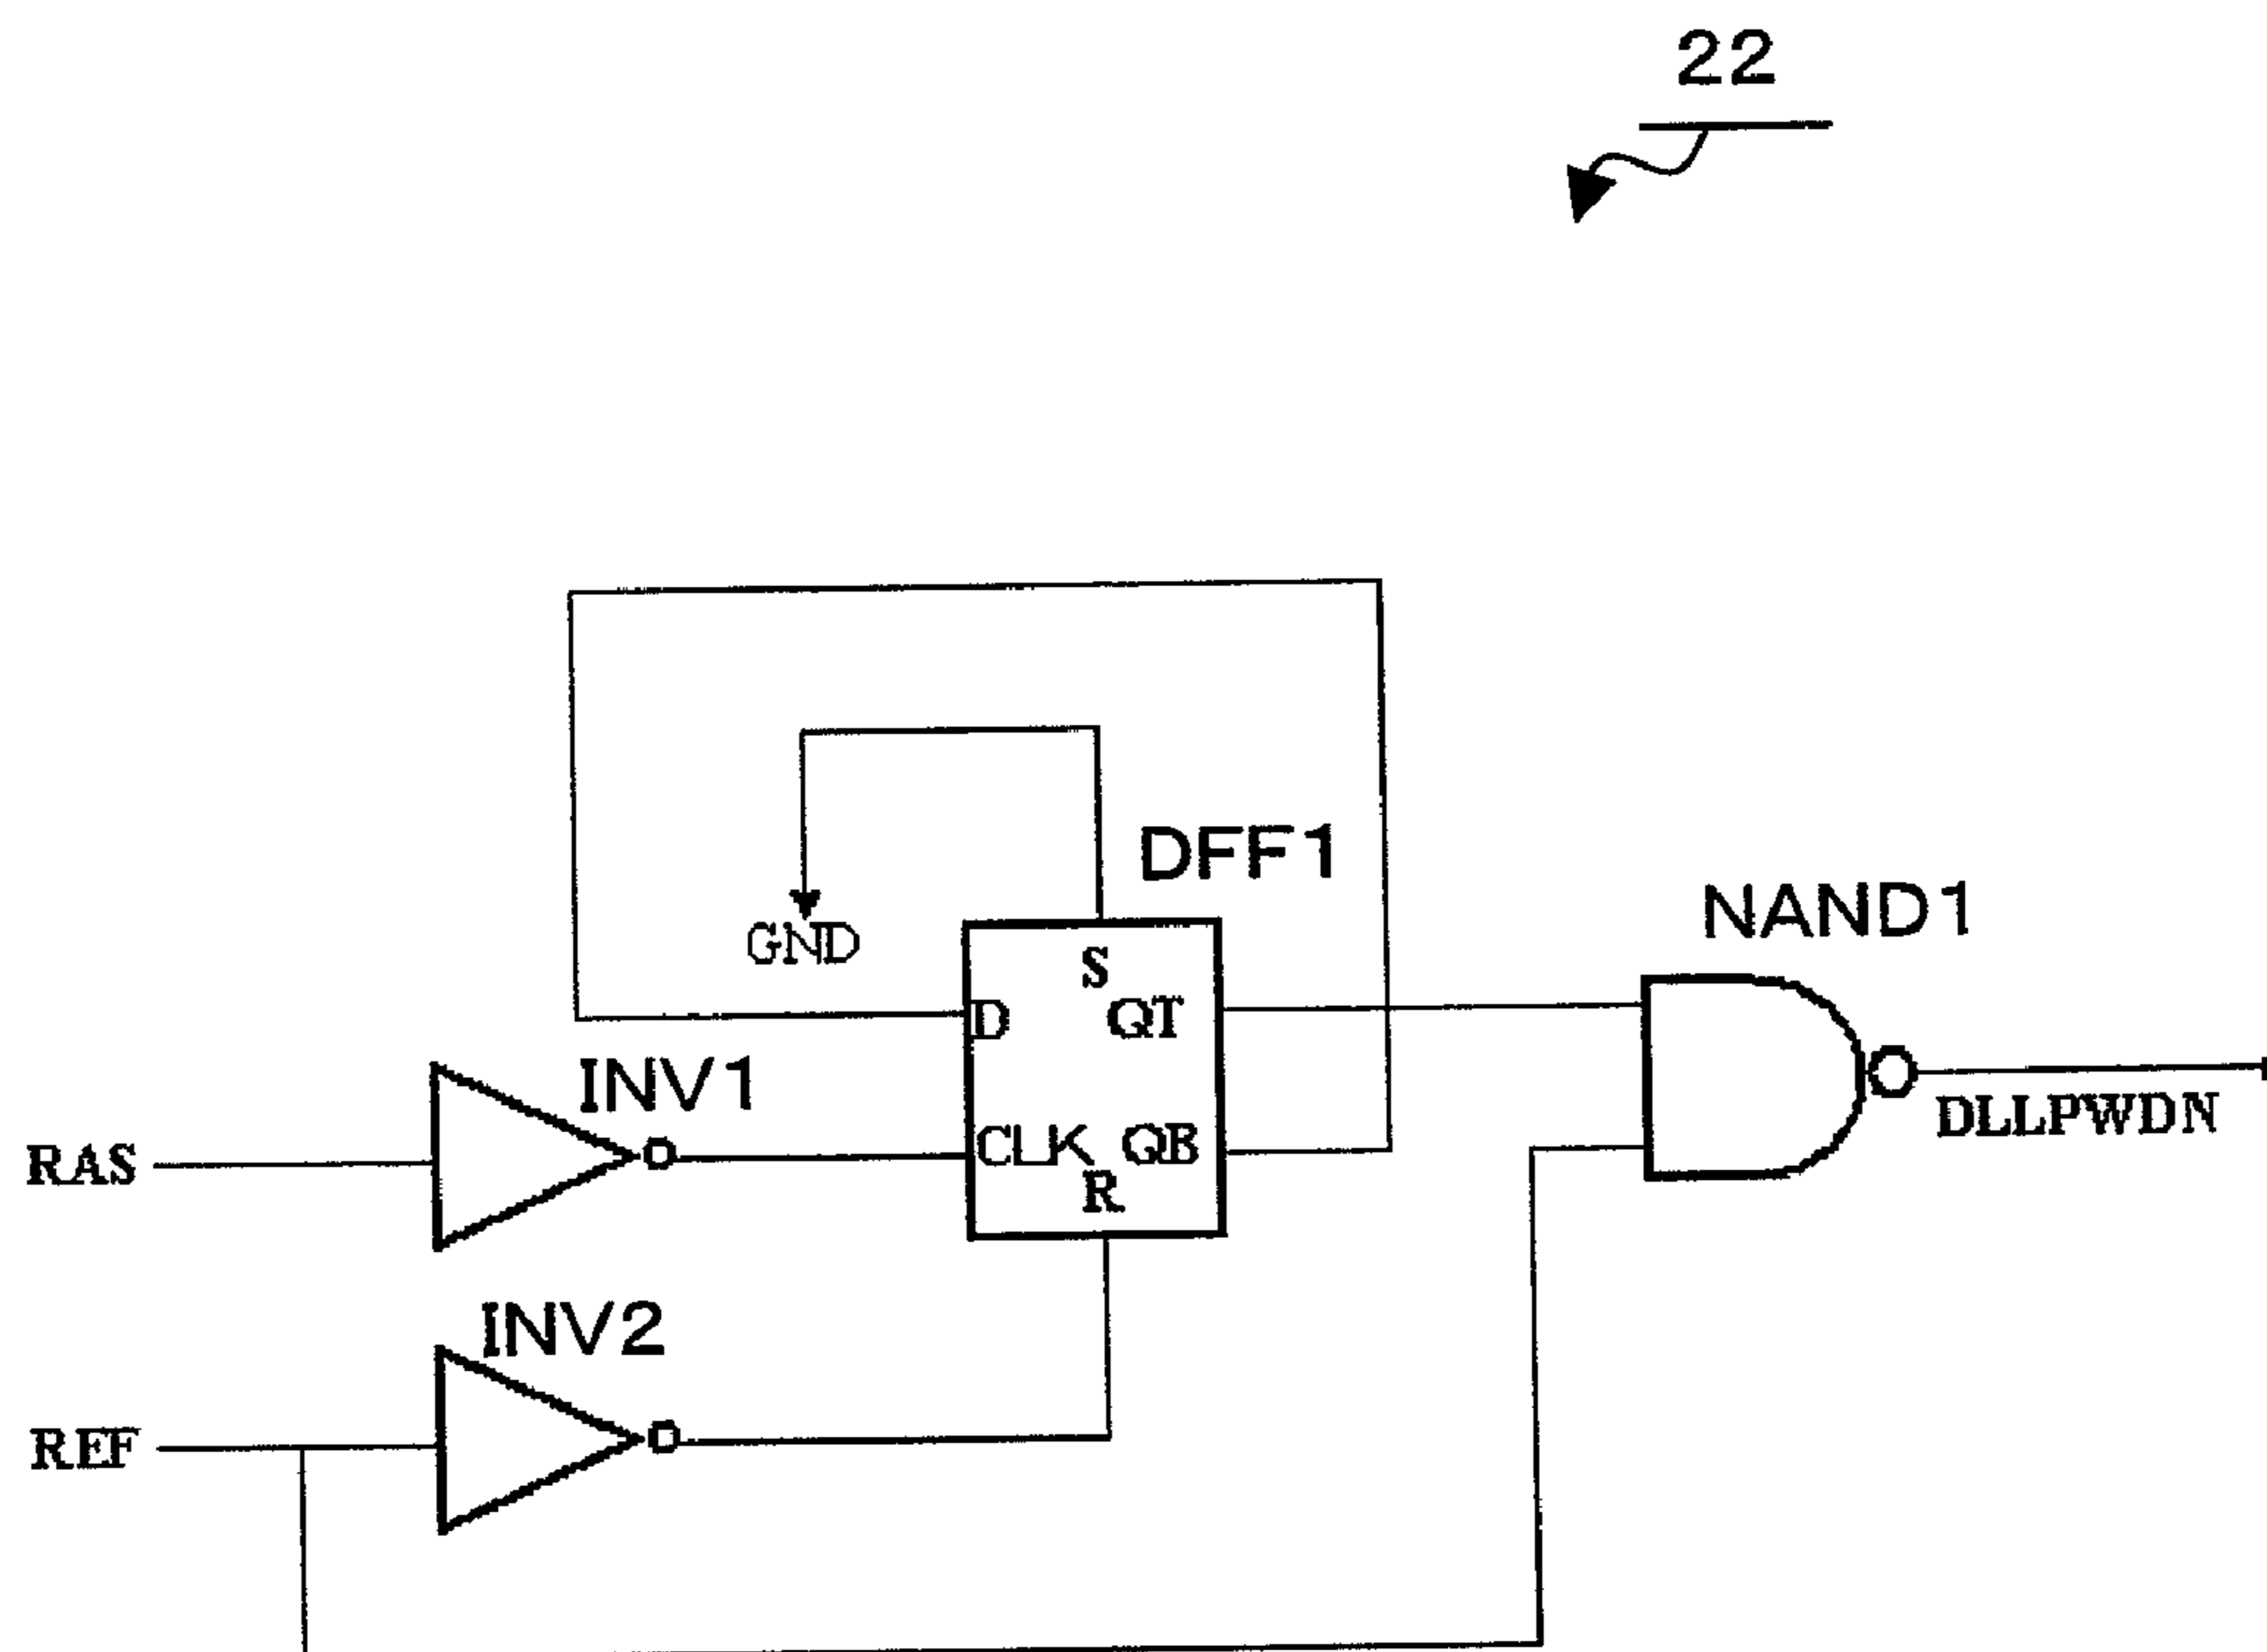 22
DFF1
NAND1
GND
S
D QT
INV1
DLLPWDN
RAS
CLK QB
R
INV2
REF